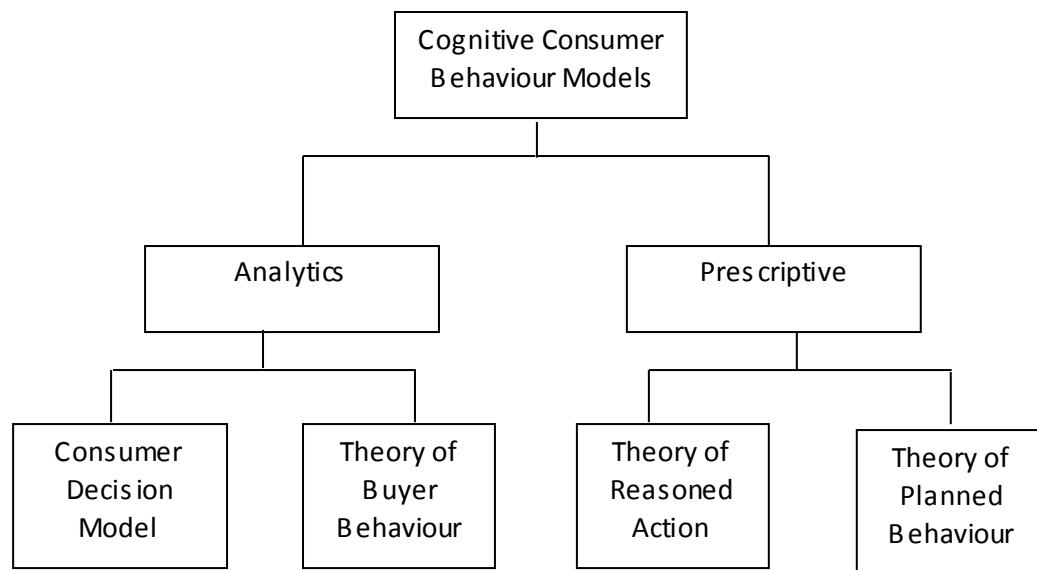 Cognitive Consumer
Behaviour Models
Analytics
Prescriptive
Consumer
Decision
Model
Theory of
Buyer
Behaviour
Theory of
Reasoned
Action
Theory of
Planned
Behaviour